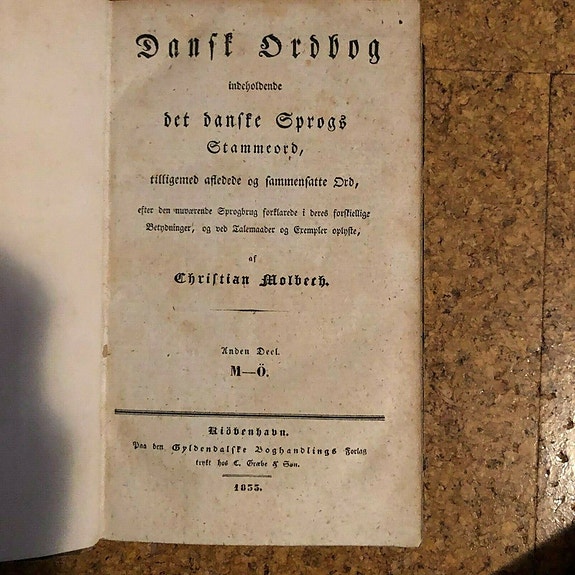 Dansk Ordbog
indeholdende
det danske Sprogs
Stammeord,
tilligemed afledede og sammensatte Ord,
efter den nuværende Sprogbrug forklarede i deres forskiellige
Betydninger, og ved Talemaader og Exempler oplyste,
af
Christian Molbech.
Anden Deel.
M—Ö.
Kiöbenhavn.
Paa den Gyldendalske Boghandlings Forlag
trykt hos C. Græbe & Søn.
1833.